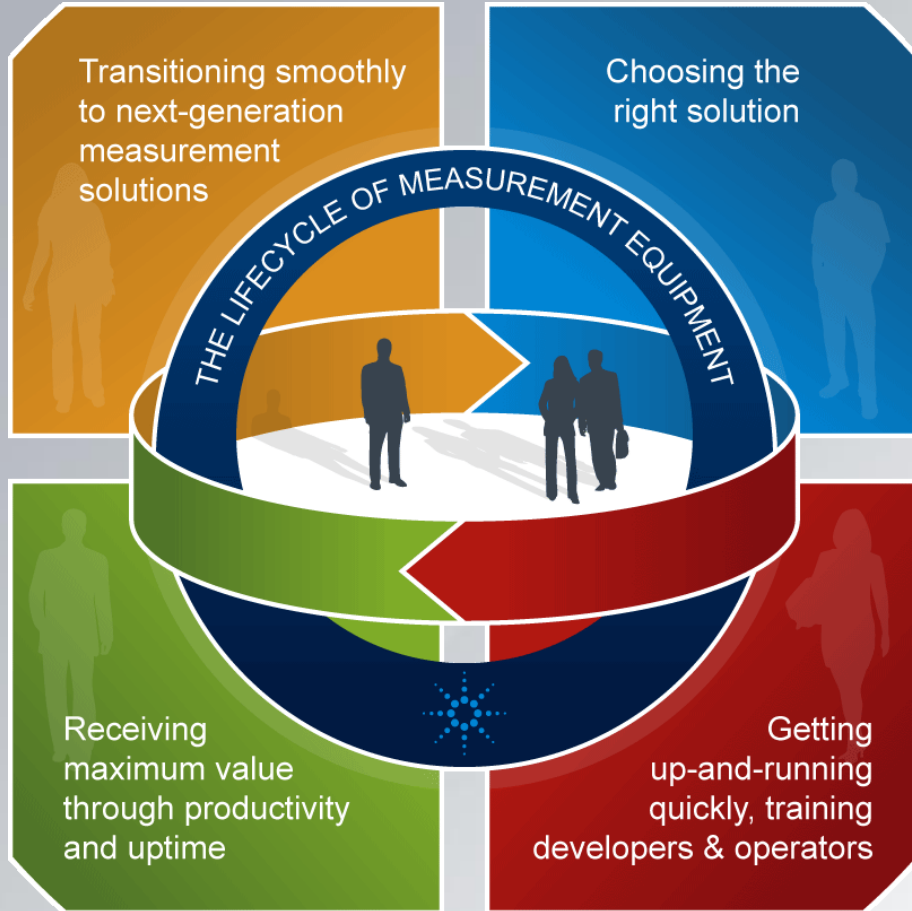 Transitioning smoothly
to next-generation
measurement
solutions
Choosing the
right solution
THE LIFECYCLE OF MEASUREMENT EQUIPMENT
Receiving
maximum value
through productivity
and uptime
Getting
up-and-running
quickly, training
developers & operators